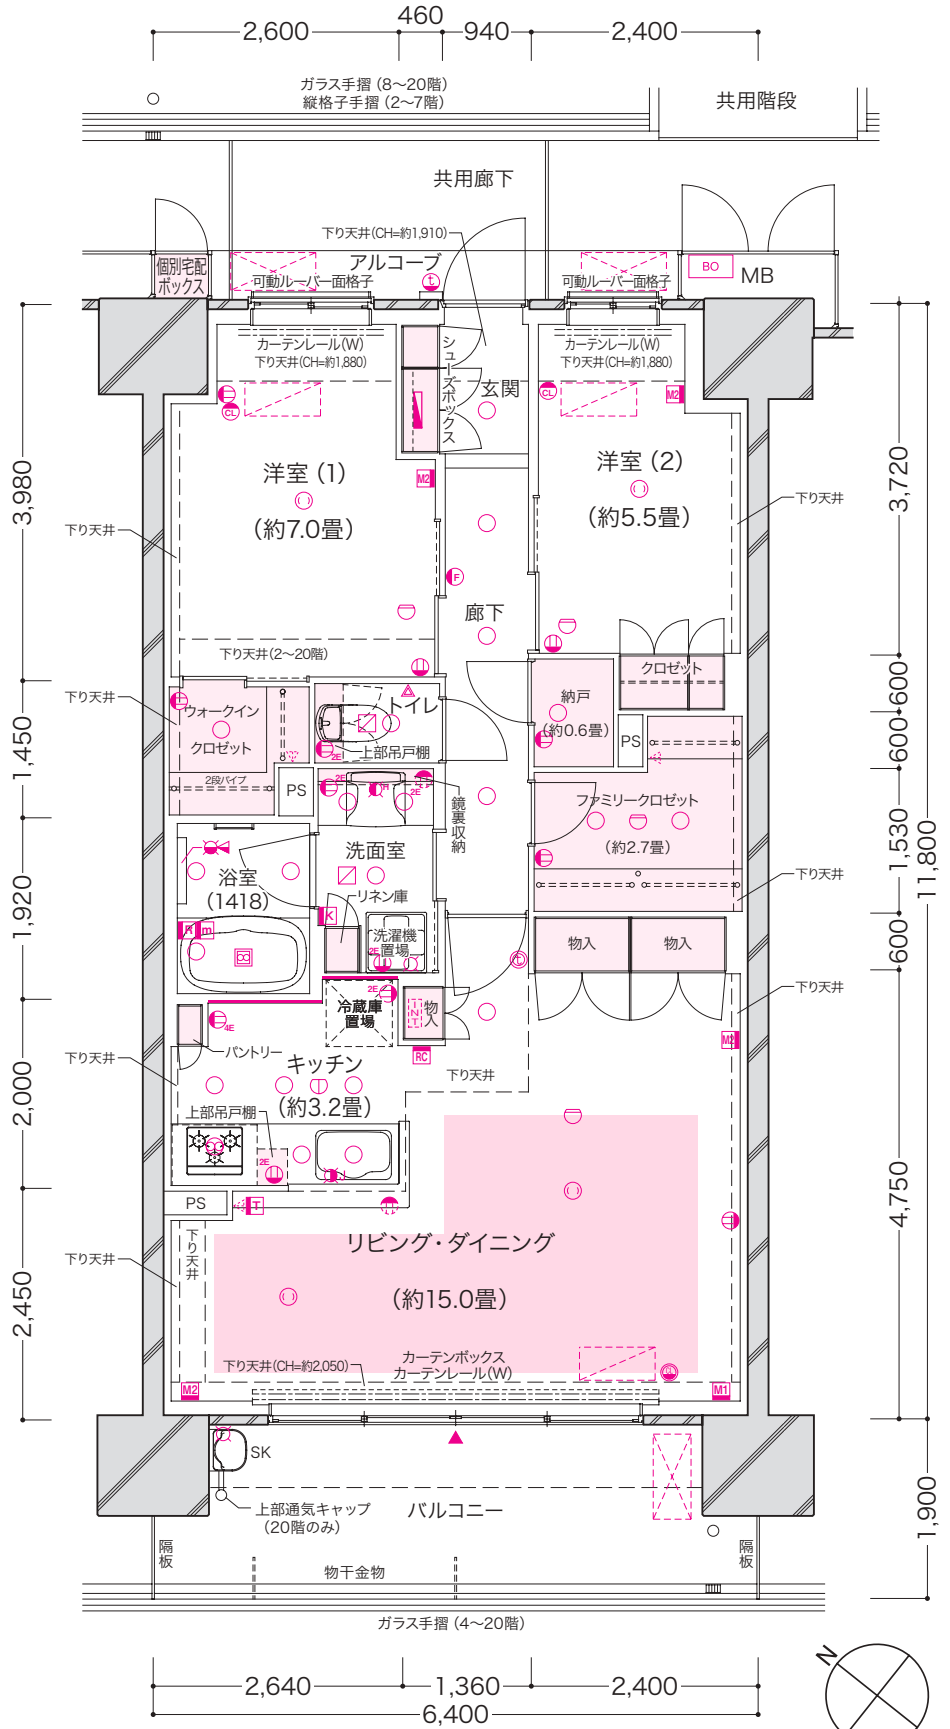 460
2,600
940
2,400
ガラス手摺 (8〜20階)
縦格子手摺 (2〜7階)
共用階段
共用廊下
下り天井(CH=約1,910)
個別宅配
ボックス
アルコーブ
可動ルーバー面格子
t
可動ルーバー面格子
BO
MB
カーテンレール(W)
下り天井(CH=約1,880)
シューズボックス
玄関
カーテンレール(W)
下り天井(CH=約1,880)
CL
CL
M2
洋室 (1)
(約7.0畳)
M2
洋室 (2)
(約5.5畳)
下り天井
下り天井
3,980
3,720
F
廊下
下り天井(2〜20階)
クロゼット
600
納戸
(約0.6畳)
PS
600
下り天井
ウォークイン
クロゼット
トイレ
上部吊戸棚
2E
1,450
2段パイプ
PS
2E
2E
鏡裏収納
ファミリークロゼット
(約2.7畳)
1,530
11,800
洗面室
浴室
(1418)
リネン庫
K
下り天井
1,920
洗濯機
置場
2E
R
m
物入
物入
600
t
2E
冷蔵庫
置場
INT
物入
下り天井
4E
パントリー
RC
M2
キッチン
(約3.2畳)
下り天井
下り天井
2,000
上部吊戸棚
2E
PS
T
4,750
下り天井
下り天井
リビング・ダイニング
(約15.0畳)
2,450
下り天井(CH=約2,050)
カーテンボックス
カーテンレール(W)
M2
M1
SK
上部通気キャップ
(20階のみ)
バルコニー
1,900
隔板
隔板
物干金物
ガラス手摺 (4〜20階)
N
2,640
1,360
2,400
6,400